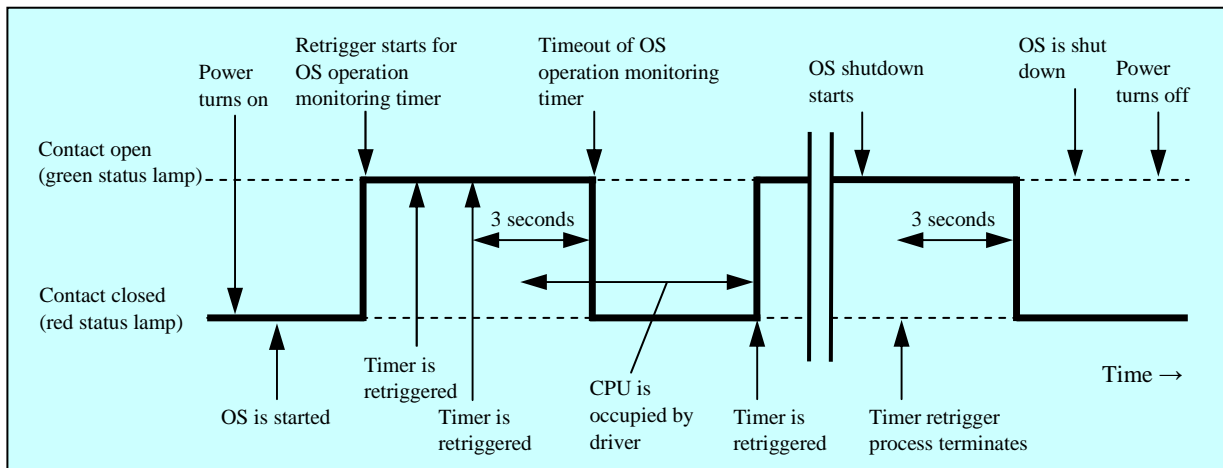 Power
turns on
Retrigger starts for
OS operation
monitoring timer
Timeout of OS
operation monitoring
timer
OS shutdown
starts
OS is shut
down
Power
turns off
Contact open
(green status lamp)
3 seconds
3 seconds
Contact closed
(red status lamp)
OS is started
Timer is
retriggered
Timer is
retriggered
CPU is
occupied by
driver
Timer is
retriggered
Timer retrigger
process terminates
Time →